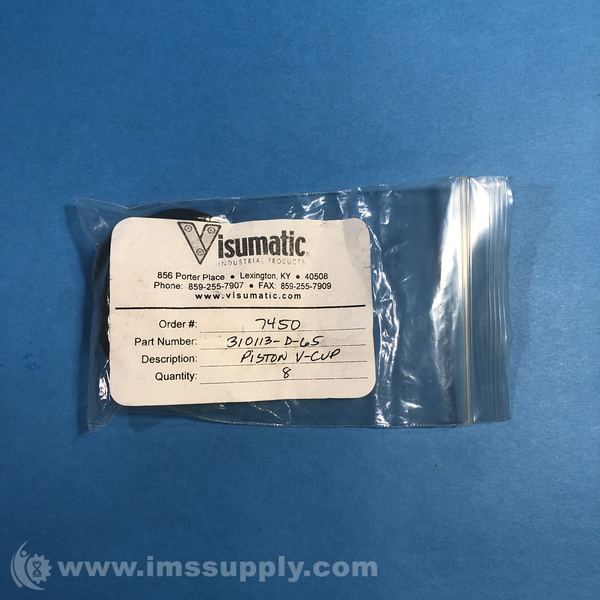 Visumatic®
INDUSTRIAL PRODUCTS
856 Porter Place • Lexington, KY • 40508
Phone: 859-255-7907 • FAX: 859-255-7909
www.visumatic.com
Order #: 7450
Part Number: 310113-D-65
Description: PISTON V-CUP
Quantity: 8
www.imssupply.com